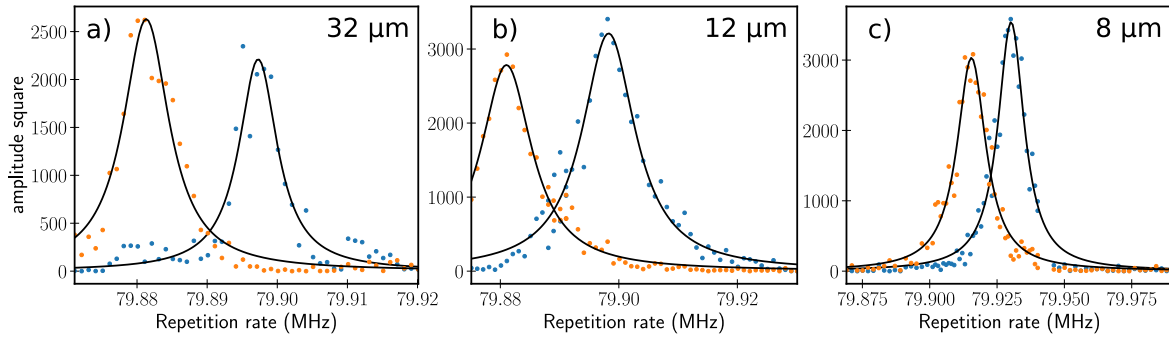 a) 32 µm
amplitude square
2500
2000
1500
1000
500
0
79.88 79.89 79.90 79.91 79.92
Repetition rate (MHz)
b) 12 µm
3000
2000
1000
0
79.88 79.90 79.92
Repetition rate (MHz)
c) 8 µm
3000
2000
1000
0
79.875 79.900 79.925 79.950 79.975
Repetition rate (MHz)